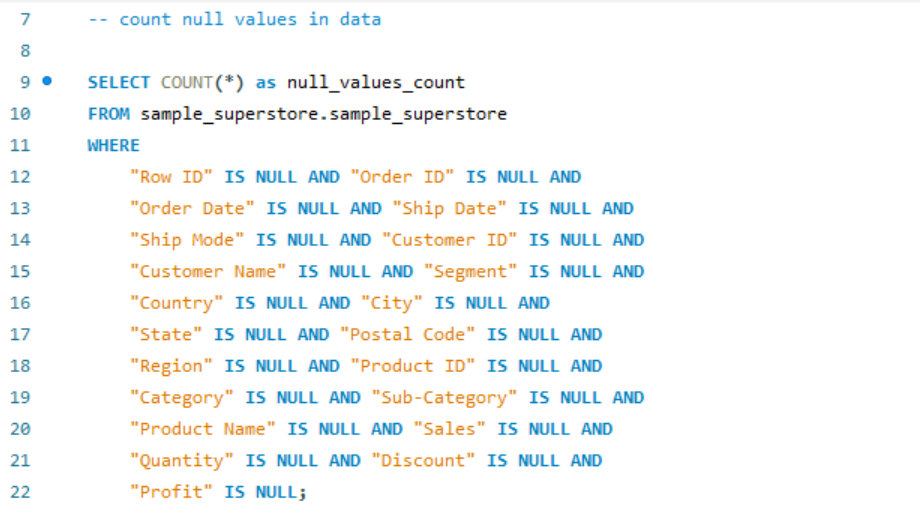 7 -- count null values in data
8
9 SELECT COUNT(*) as null_values_count
10 FROM sample_superstore.sample_superstore
11 WHERE
12 "Row ID" IS NULL AND "Order ID" IS NULL AND
13 "Order Date" IS NULL AND "Ship Date" IS NULL AND
14 "Ship Mode" IS NULL AND "Customer ID" IS NULL AND
15 "Customer Name" IS NULL AND "Segment" IS NULL AND
16 "Country" IS NULL AND "City" IS NULL AND
17 "State" IS NULL AND "Postal Code" IS NULL AND
18 "Region" IS NULL AND "Product ID" IS NULL AND
19 "Category" IS NULL AND "Sub-Category" IS NULL AND
20 "Product Name" IS NULL AND "Sales" IS NULL AND
21 "Quantity" IS NULL AND "Discount" IS NULL AND
22 "Profit" IS NULL;